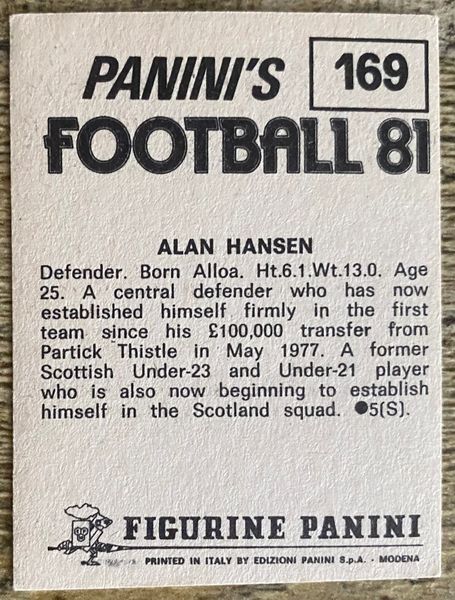 PANINI'S 169
FOOTBALL 81
ALAN HANSEN
Defender. Born Alloa. Ht.6.1.Wt.13.0. Age
25. A central defender who has now
established himself firmly in the first
team since his £100,000 transfer from
Partick Thistle in May 1977. A former
Scottish Under-23 and Under-21 player
who is also now beginning to establish
himself in the Scotland squad. ●5(S).
FIGURINE PANINI
PRINTED IN ITALY BY EDIZIONI PANINI S.p.A. - MODENA